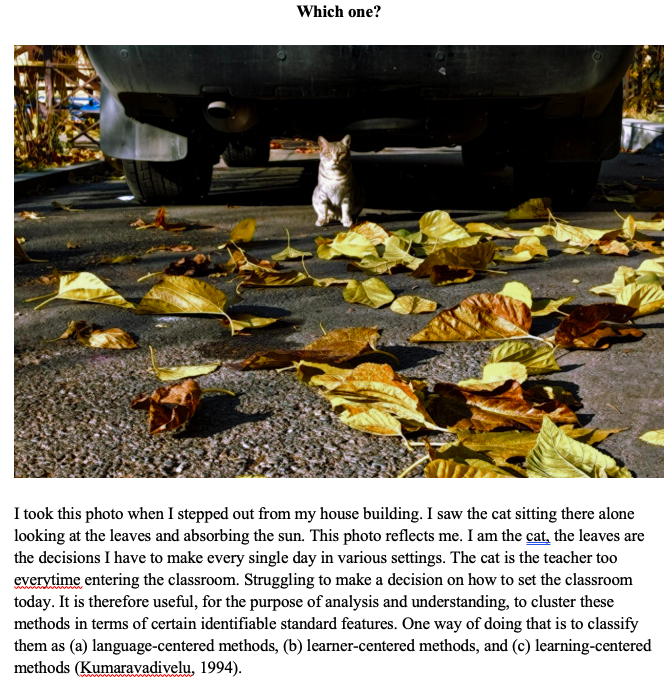 Which one?
I took this photo when I stepped out from my house building. I saw the cat sitting there alone
looking at the leaves and absorbing the sun. This photo reflects me. I am the cat, the leaves are
the decisions I have to make every single day in various settings. The cat is the teacher too
everytime entering the classroom. Struggling to make a decision on how to set the classroom
today. It is therefore useful, for the purpose of analysis and understanding, to cluster these
methods in terms of certain identifiable standard features. One way of doing that is to classify
them as (a) language-centered methods, (b) learner-centered methods, and (c) learning-centered
methods (Kumaravadivelu, 1994).